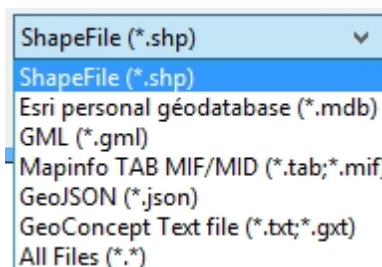 ShapeFile (*.shp)
ShapeFile (*.shp)
Esri personal géodatabase (*.mdb)
GML (*.gml)
Mapinfo TAB MIF/MID (*.tab;*.mif)
GeoJSON (*.json)
GeoConcept Text file (*.txt;*.gxt)
All Files (*.*)